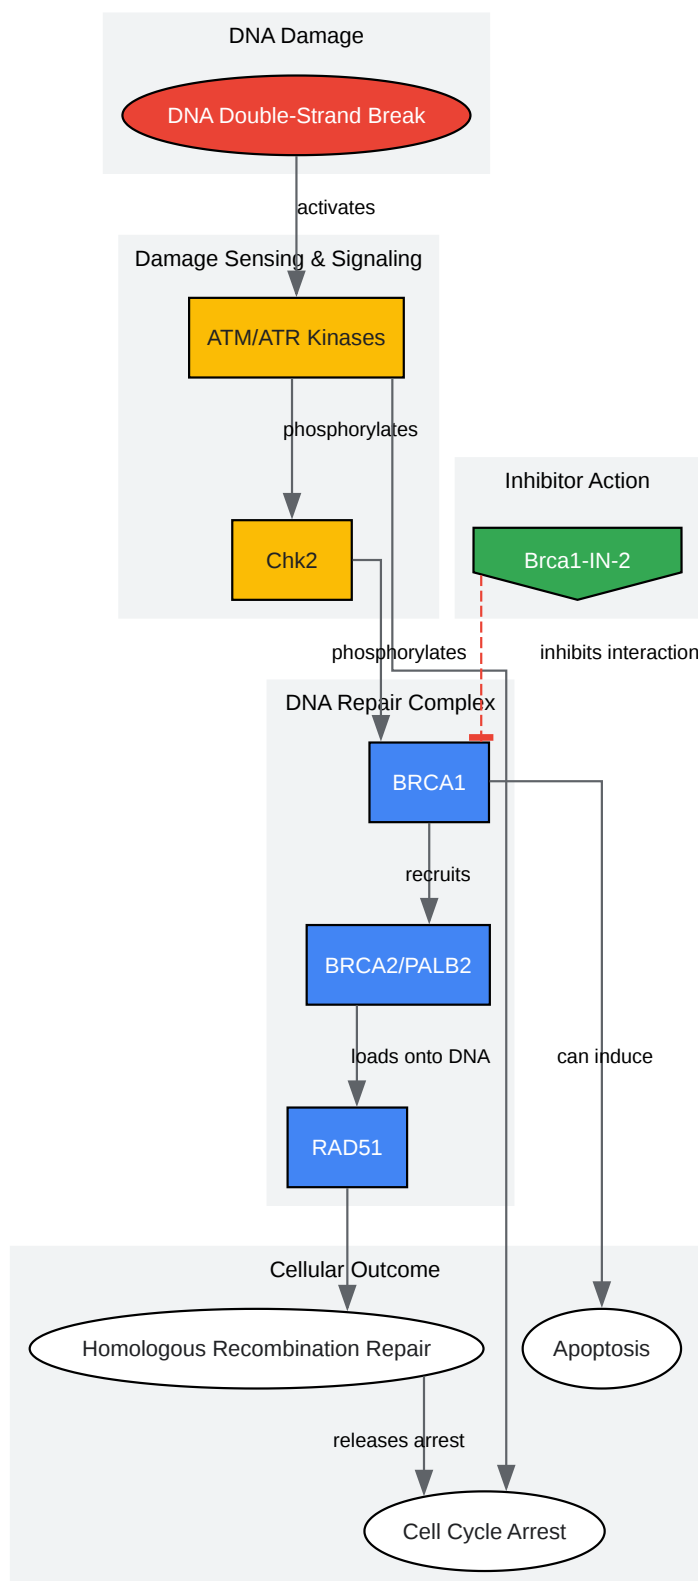 DNA Damage
DNA Double-Strand Break
activates
Damage Sensing & Signaling
ATM/ATR Kinases
phosphorylates
Inhibitor Action
Chk2
Brca1-IN-2
phosphorylates
inhibits interaction
DNA Repair Complex
BRCA1
recruits
BRCA2/PALB2
loads onto DNA
can induce
RAD51
Cellular Outcome
Homologous Recombination Repair
Apoptosis
releases arrest
Cell Cycle Arrest